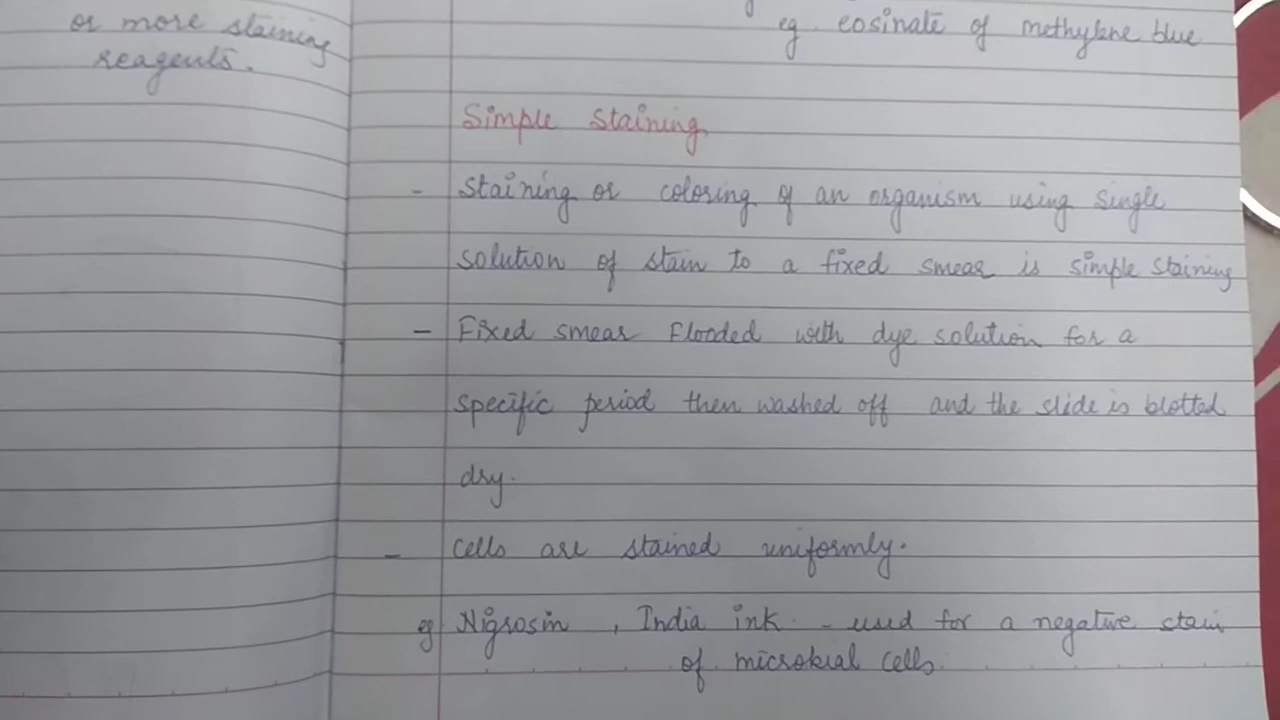 or more staining
reagents.
eg eosinate of methylene blue
Simple staining
- Staining or coloring of an organism using single
solution of stain to a fixed smear is simple staining
- Fixed smear Flooded with dye solution for a
specific period then washed off and the slide is blotted
dry.
- cells are stained uniformly.
eg Nigrosin , India ink - used for a negative stain
of microbial cells.